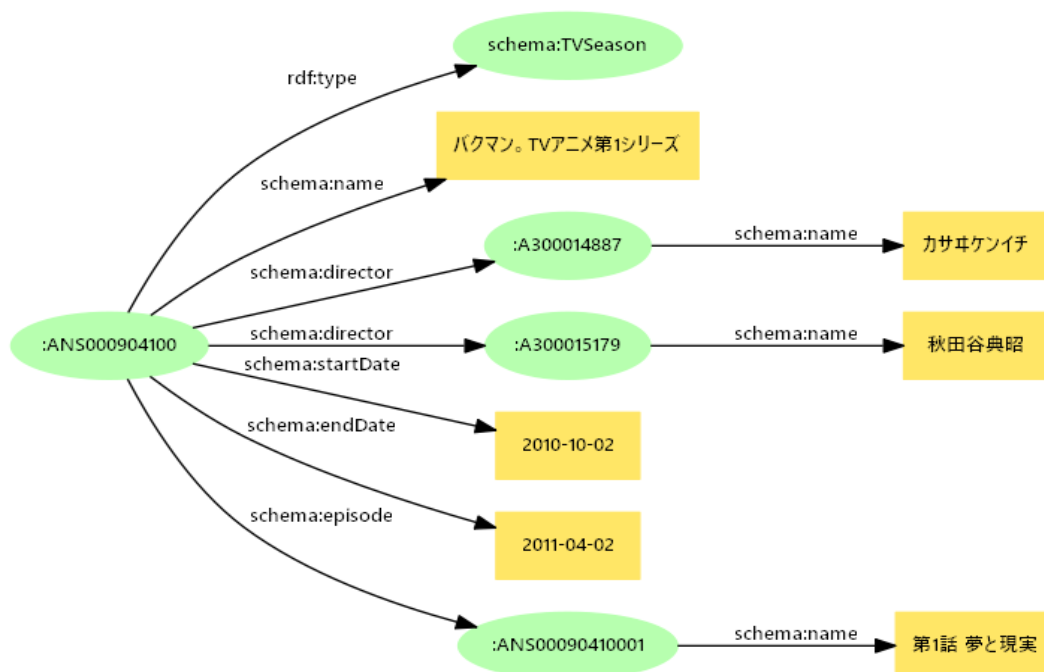 schema:TVSeason
rdf:type
バクマン。TVアニメ第1シリーズ
schema:name
:A300014887
schema:name
カサヰケンイチ
schema:director
:ANS000904100
schema:director
:A300015179
schema:name
秋田谷典昭
schema:startDate
2010-10-02
schema:endDate
2011-04-02
schema:episode
:ANS00090410001
schema:name
第1話 夢と現実